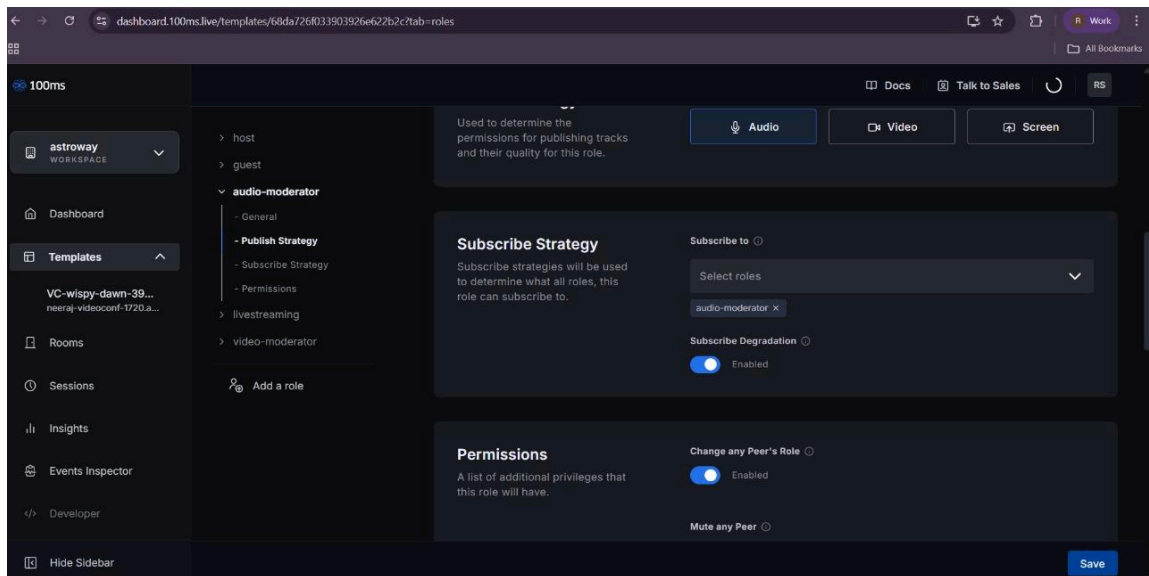 dashboard.100ms.live/templates/68da726f033903926e622b2c?tab=roles
R Work
All Bookmarks
100ms
Docs
Talk to Sales
RS
astroway
WORKSPACE
Dashboard
Templates
VC-wispy-dawn-39...
neeraj-videoconf-1720.a...
Rooms
Sessions
Insights
Events Inspector
Developer
Hide Sidebar
> host
> guest
audio-moderator
- General
- Publish Strategy
- Subscribe Strategy
- Permissions
> livestreaming
> video-moderator
Add a role
Used to determine the
permissions for publishing tracks
and their quality for this role.
Audio
Video
Screen
Subscribe Strategy
Subscribe strategies will be used
to determine what all roles, this
role can subscribe to.
Subscribe to
Select roles
audio-moderator ×
Subscribe Degradation
Enabled
Permissions
A list of additional privileges that
this role will have.
Change any Peer's Role
Enabled
Mute any Peer
Save